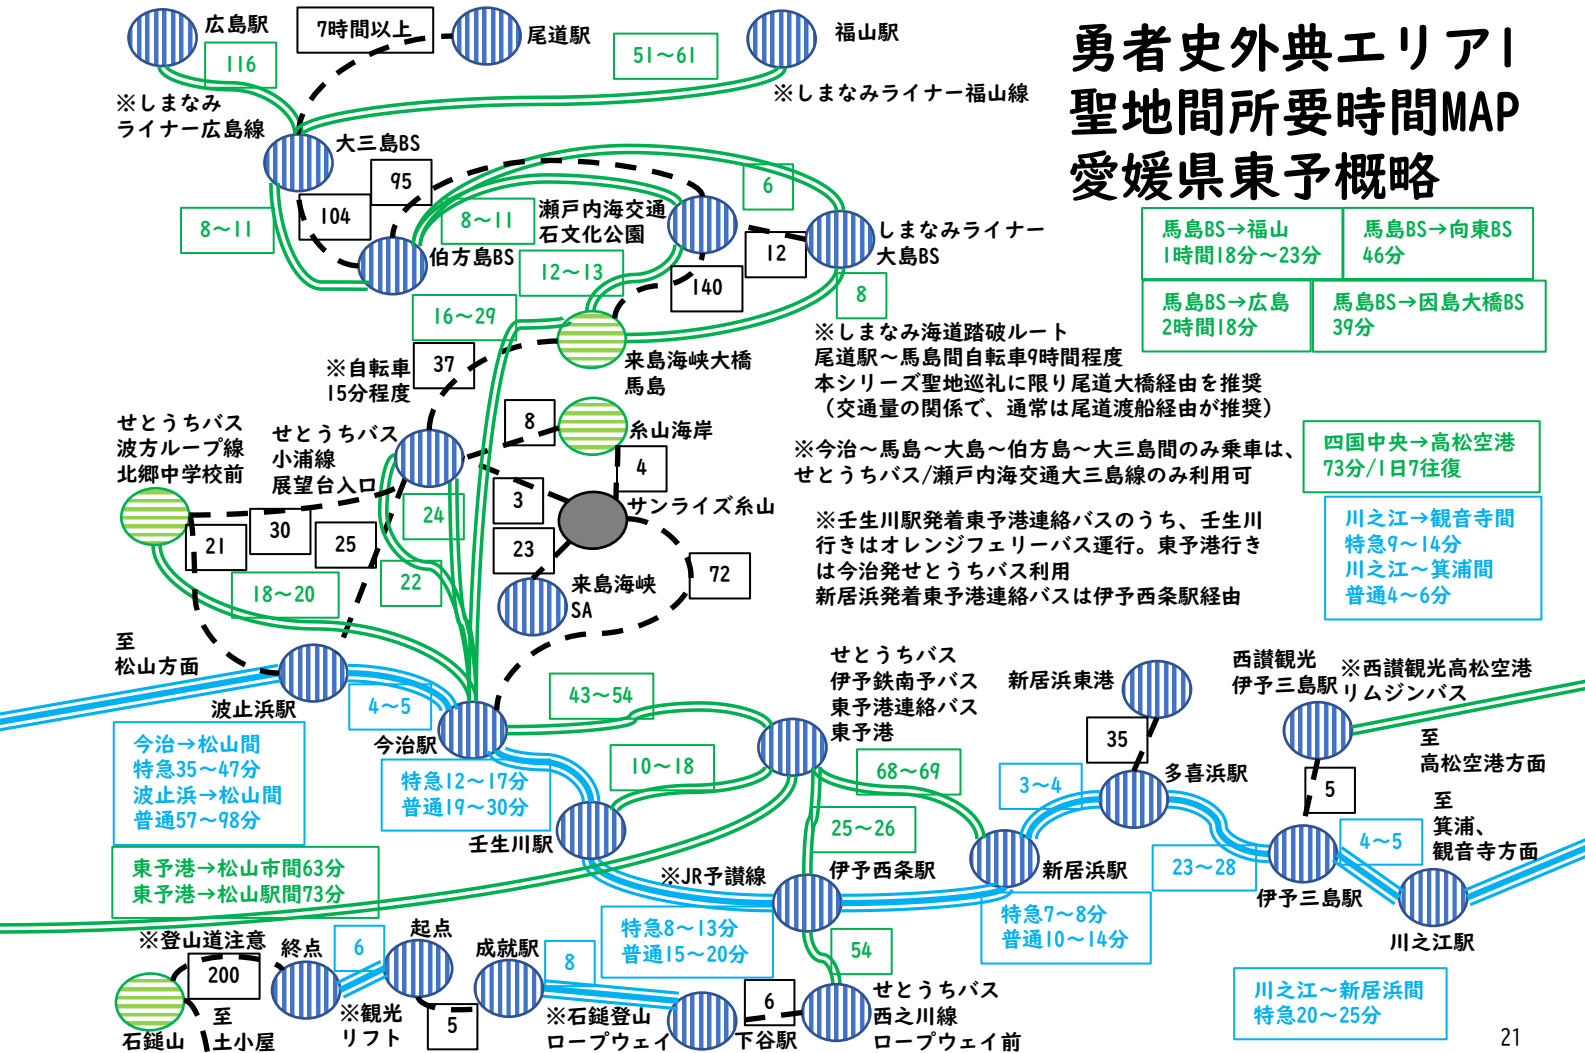 勇者史外典エリアⅠ
聖地間所要時間MAP
愛媛県東予概略
広島駅
116
7時間以上
尾道駅
51～61
福山駅
※しまなみ
ライナー広島線
※しまなみライナー福山線
大三島BS
95
104
8～11
8～11
伯方島BS
瀬戸内海交通
石文化公園
6
12
しまなみライナー
大島BS
12～13
140
8
16～29
馬島BS→福山
1時間18分～23分
馬島BS→向東BS
46分
馬島BS→広島
2時間18分
馬島BS→因島大橋BS
39分
※自転車
15分程度
37
来島海峡大橋
馬島
※しまなみ海道踏破ルート
尾道駅～馬島間自転車9時間程度
本シリーズ聖地巡礼に限り尾道大橋経由を推奨
（交通量の関係で、通常は尾道渡船経由が推奨）
せとうちバス
波方ループ線
北郷中学校前
せとうちバス
小浦線
展望台入口
8
糸山海岸
4
※今治～馬島～大島～伯方島～大三島間のみ乗車は、
せとうちバス/瀬戸内海交通大三島線のみ利用可
四国中央→高松空港
73分/1日7往復
21
30
25
24
3
サンライズ糸山
23
22
72
18～20
来島海峡
SA
※壬生川駅発着東予港連絡バスのうち、壬生川
行きはオレンジフェリーバス運行。東予港行き
は今治発せとうちバス利用
新居浜発着東予港連絡バスは伊予西条駅経由
川之江→観音寺間
特急9～14分
川之江～箕浦間
普通4～6分
至
松山方面
波止浜駅
4～5
今治駅
43～54
せとうちバス
伊予鉄南予バス
東予港連絡バス
東予港
新居浜東港
西讃観光
伊予三島駅
※西讃観光高松空港
リムジンバス
今治→松山間
特急35～47分
波止浜→松山間
普通57～98分
特急12～17分
普通19～30分
10～18
68～69
35
3～4
多喜浜駅
5
至
高松空港方面
至
箕浦、
観音寺方面
壬生川駅
25～26
4～5
東予港→松山市間63分
東予港→松山駅間73分
※JR予讃線
伊予西条駅
新居浜駅
23～28
伊予三島駅
川之江駅
特急8～13分
普通15～20分
特急7～8分
普通10～14分
※登山道注意
200
終点
6
起点
成就駅
8
54
石鎚山
至
土小屋
※観光
リフト
5
※石鎚登山
ロープウェイ
6
下谷駅
せとうちバス
西之川線
ロープウェイ前
川之江～新居浜間
特急20～25分
21